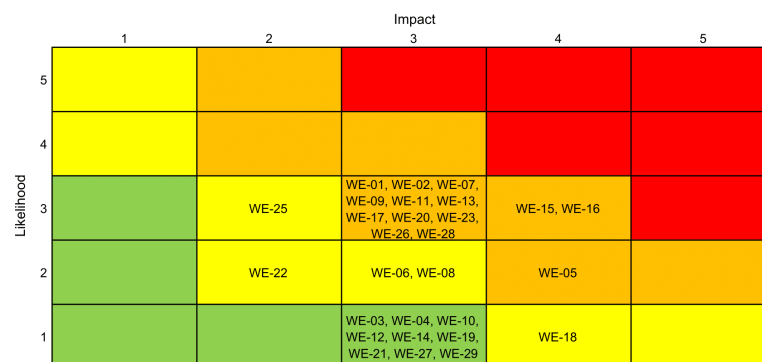 Impact
1 2 3 4 5
Likelihood
5
4
3
WE-25
WE-01, WE-02, WE-07,
WE-09, WE-11, WE-13,
WE-17, WE-20, WE-23,
WE-26, WE-28
WE-15, WE-16
2
WE-22
WE-06, WE-08
WE-05
1
WE-03, WE-04, WE-10,
WE-12, WE-14, WE-19,
WE-21, WE-27, WE-29
WE-18